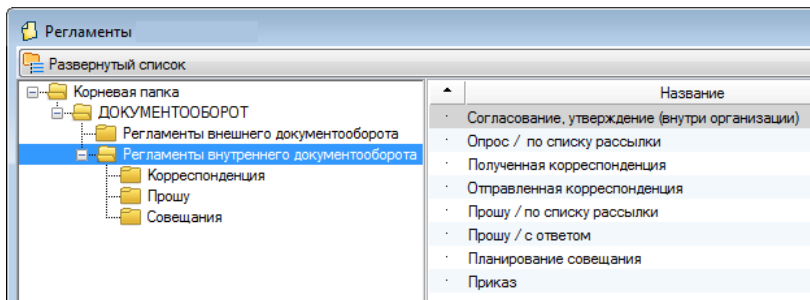 Регламенты
Развернутый список
Корневая папка
ДОКУМЕНТООБОРОТ
Регламенты внешнего документооборота
Регламенты внутреннего документооборота
Корреспонденция
Прошу
Совещания
Название
Согласование, утверждение (внутри организации)
Опрос / по списку рассылки
Полученная корреспонденция
Отправленная корреспонденция
Прошу / по списку рассылки
Прошу / с ответом
Планирование совещания
Приказ